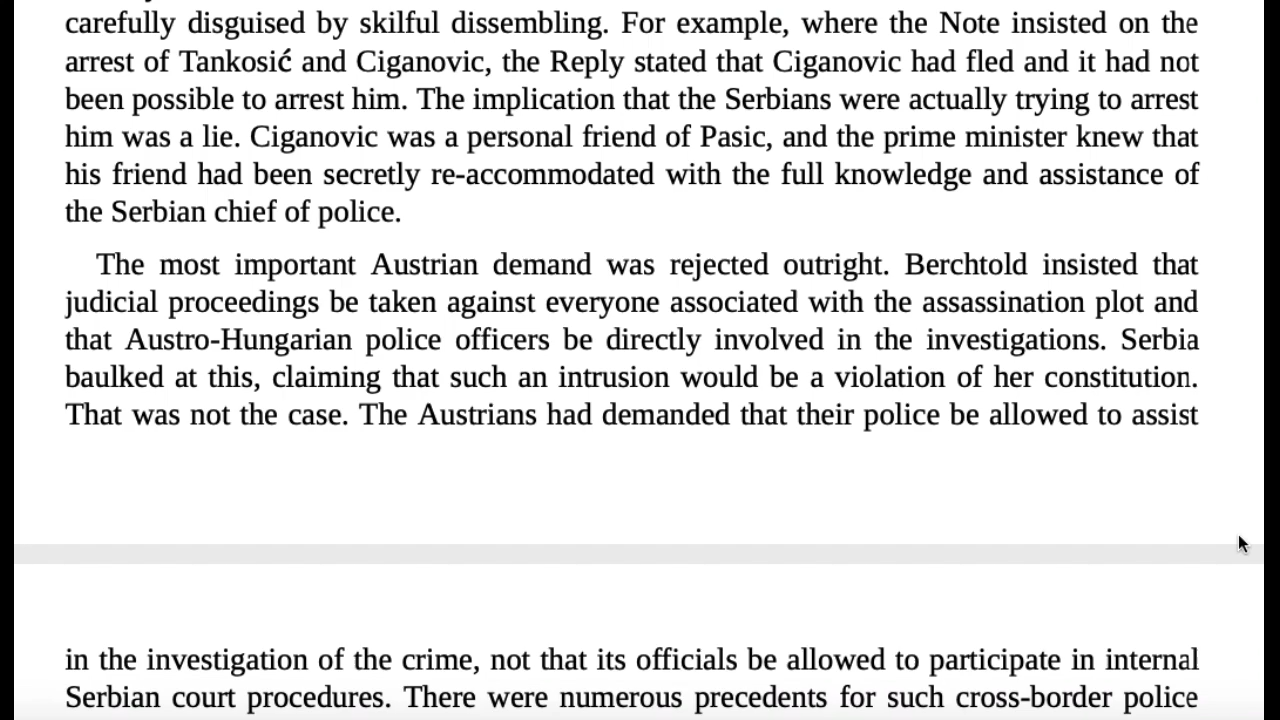 carefully disguised by skilful dissembling. For example, where the Note insisted on the
arrest of Tankosić and Ciganovic, the Reply stated that Ciganovic had fled and it had not
been possible to arrest him. The implication that the Serbians were actually trying to arrest
him was a lie. Ciganovic was a personal friend of Pasic, and the prime minister knew that
his friend had been secretly re-accommodated with the full knowledge and assistance of
the Serbian chief of police.
The most important Austrian demand was rejected outright. Berchtold insisted that
judicial proceedings be taken against everyone associated with the assassination plot and
that Austro-Hungarian police officers be directly involved in the investigations. Serbia
baulked at this, claiming that such an intrusion would be a violation of her constitution.
That was not the case. The Austrians had demanded that their police be allowed to assist
in the investigation of the crime, not that its officials be allowed to participate in internal
Serbian court procedures. There were numerous precedents for such cross-border police